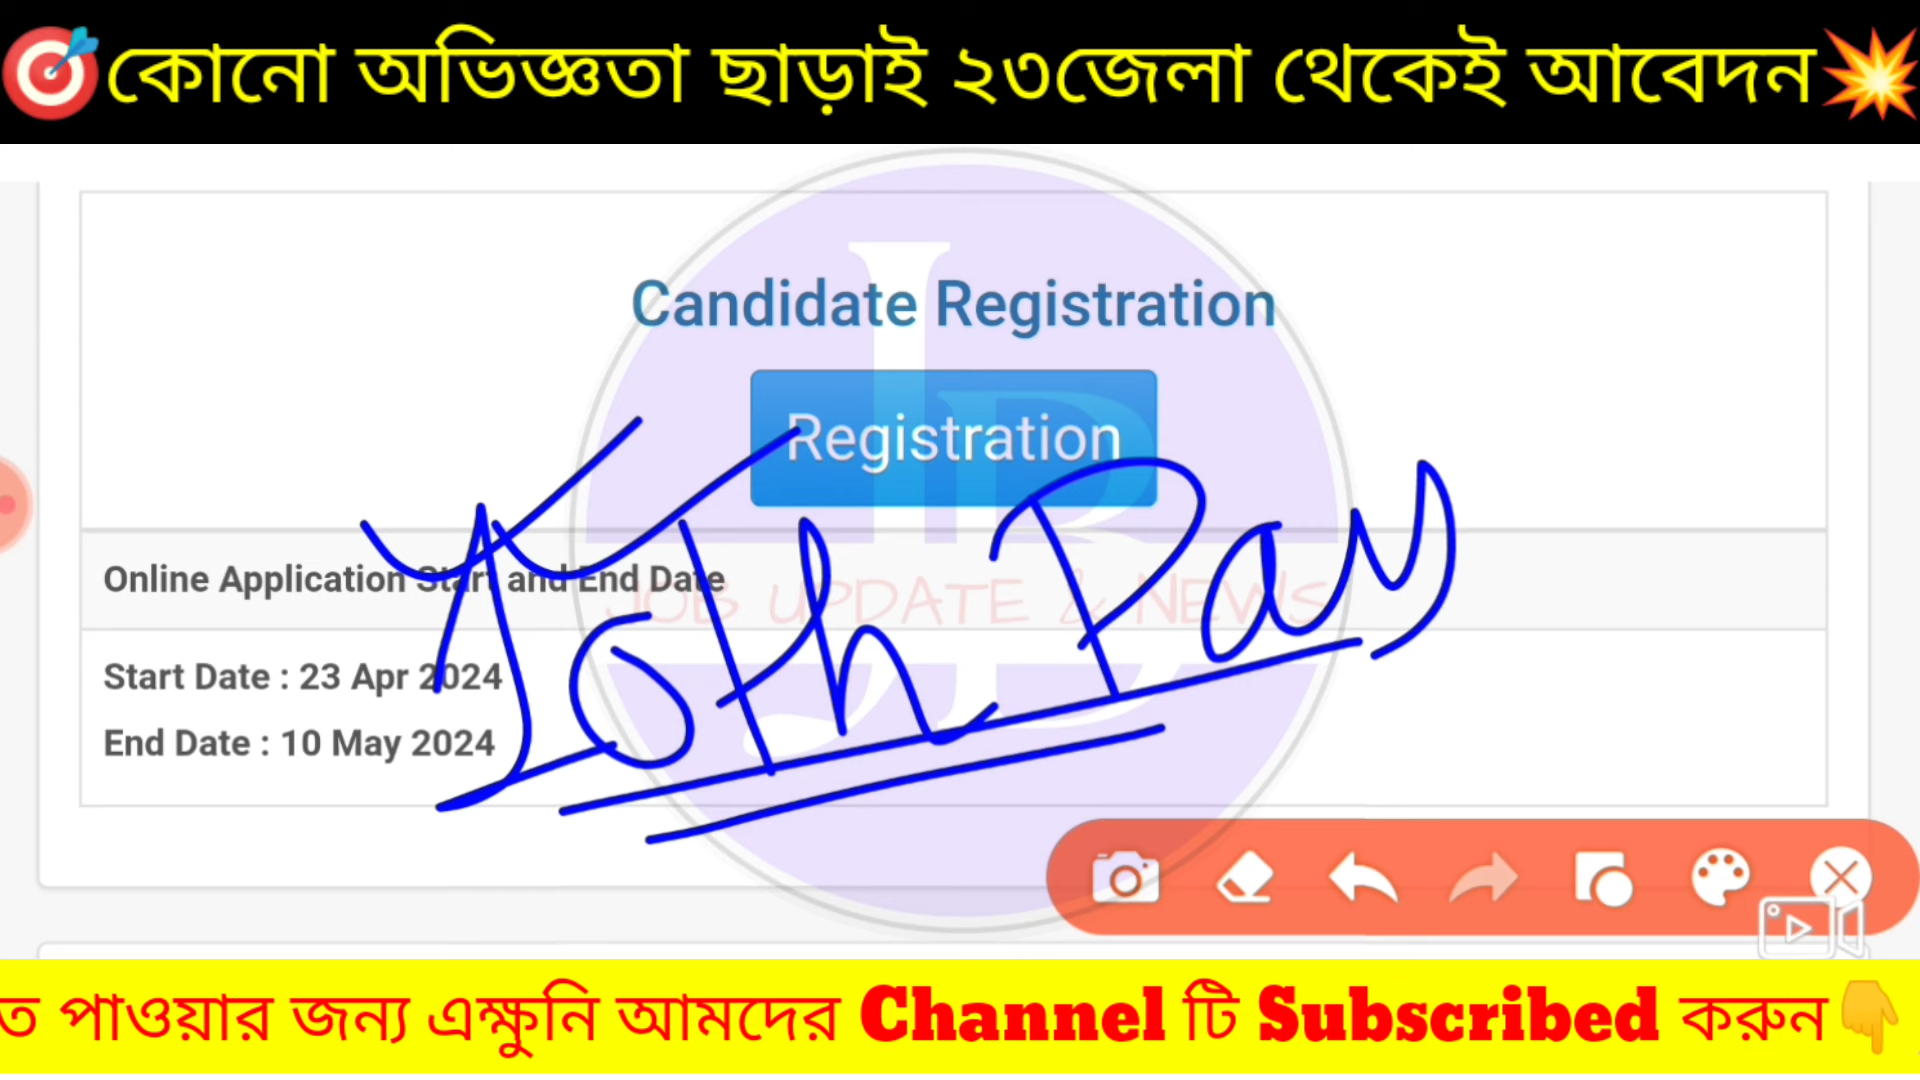 🎯কোনো অভিজ্ঞতা ছাড়াই ২৩জেলা থেকেই আবেদন💥
Candidate Registration
Registration
Online Application Start and End Date
JOB UPDATE & NEWS
Start Date : 23 Apr 2024
End Date : 10 May 2024
10th Pas
ত পাওয়ার জন্য এক্ষুনি আমদের Channel টি Subscribed করুন👇